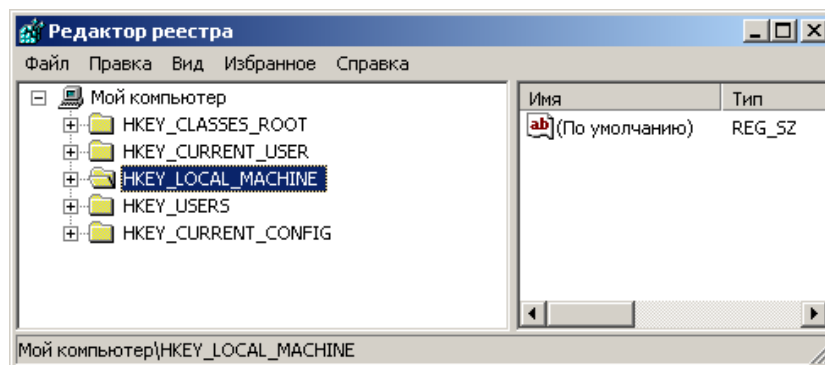 Редактор реестра
Файл Правка Вид Избранное Справка
Мой компьютер
HKEY_CLASSES_ROOT
HKEY_CURRENT_USER
HKEY_LOCAL_MACHINE
HKEY_USERS
HKEY_CURRENT_CONFIG
Имя Тип
ab (По умолчанию) REG_SZ
Мой компьютер\HKEY_LOCAL_MACHINE